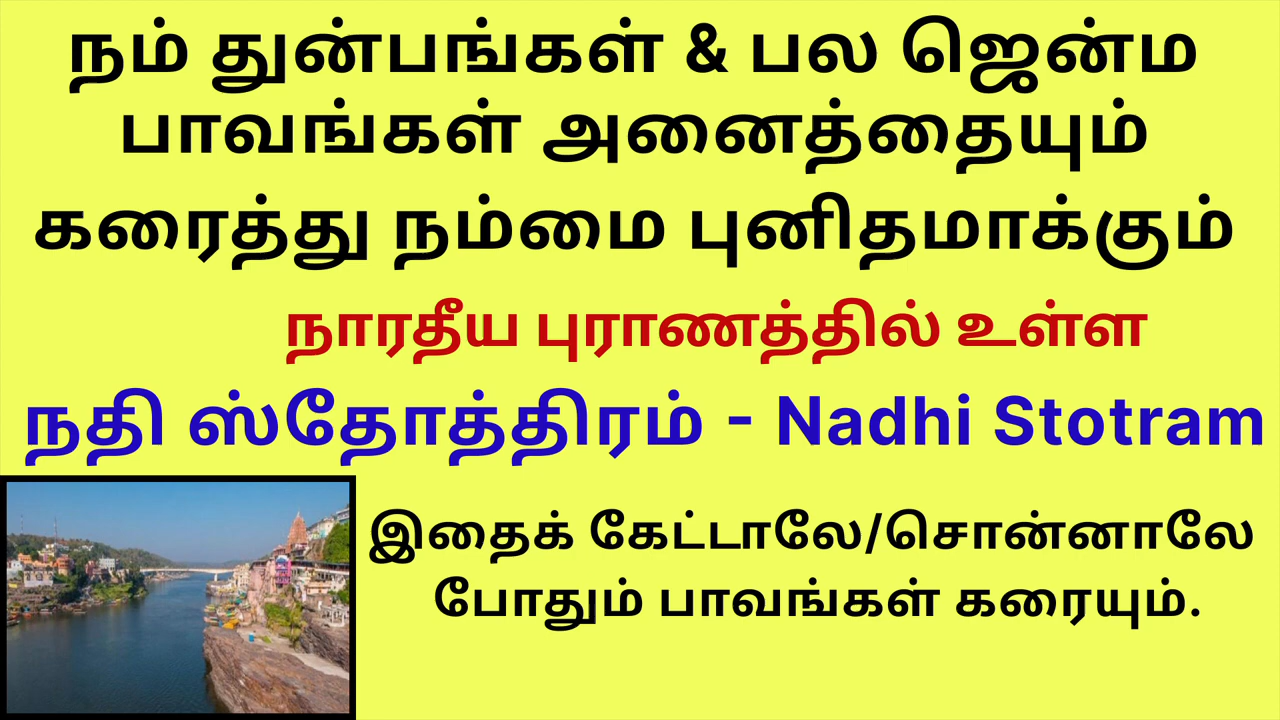 நம் துன்பங்கள் & பல ஜென்ம
பாவங்கள் அனைத்தையும்
கரைத்து நம்மை புனிதமாக்கும்
நாரதீய புராணத்தில் உள்ள
நதி ஸ்தோத்திரம் - Nadhi Stotram
இதைக் கேட்டாலே/சொன்னாலே
போதும் பாவங்கள் கரையும்.